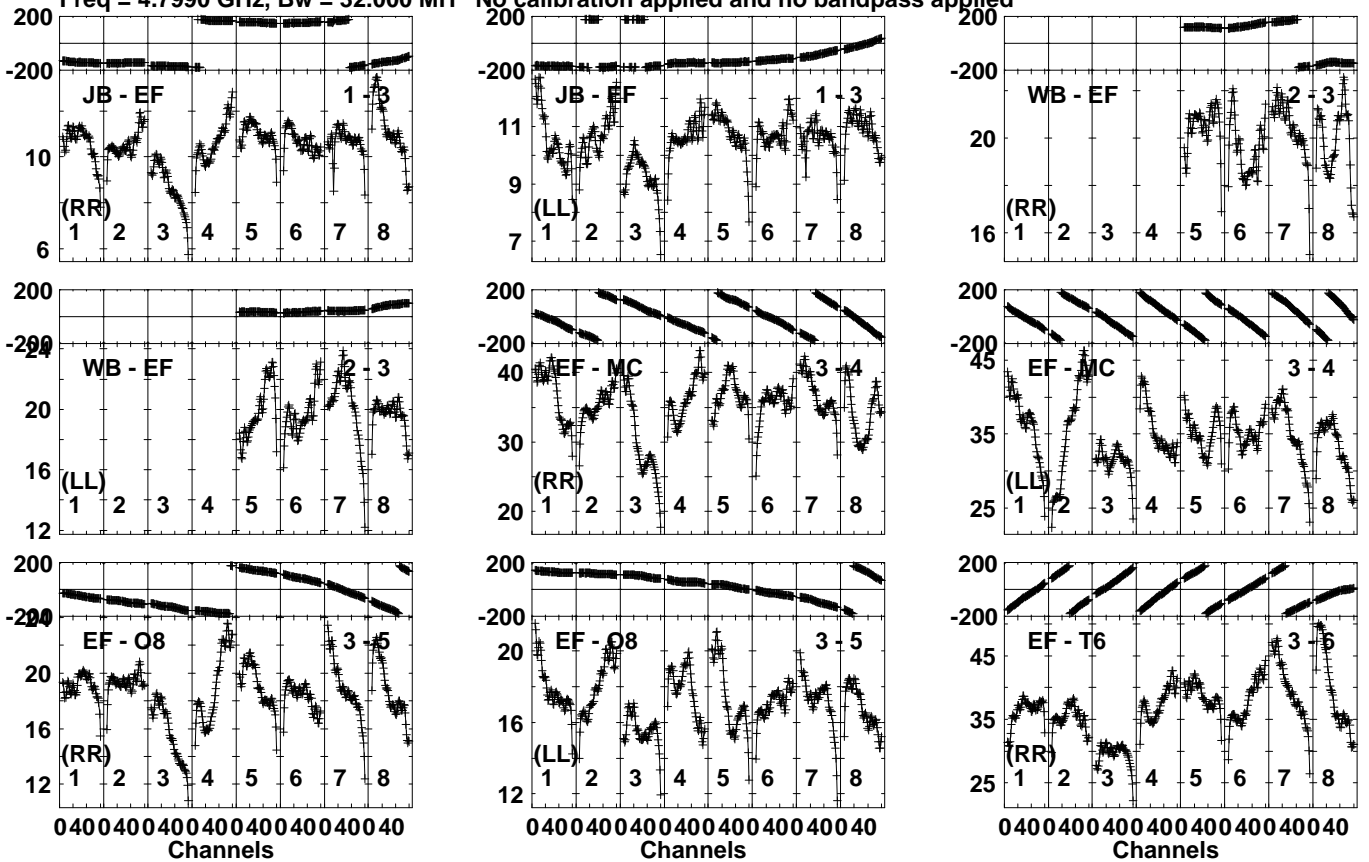 Freq = 4.7990 GHz, Bw = 32.000 MH No calibration applied and no bandpass applied
200
-200
JB - EF 1 - 3
10
6
(RR)
1 2 3 4 5 6 7 8
JB - EF 1 - 3
11
9
7
(LL)
1 2 3 4 5 6 7 8
200
-200
WB - EF 2 - 3
20
16
(RR)
1 2 3 4 5 6 7 8
200
-200
24
WB - EF 2 - 3
20
16
12
(LL)
1 2 3 4 5 6 7 8
200
-200
EF - MC 3 - 4
40
30
20
(RR)
1 2 3 4 5 6 7 8
200
-200
45
EF - MC 3 - 4
35
25
(LL)
1 2 3 4 5 6 7 8
200
-200
24
EF - O8 3 - 5
20
16
12
(RR)
1 2 3 4 5 6 7 8
0 40 0 40 0 40 0 40 0 40 0 40 0 40 0 40
Channels
200
-200
EF - O8 3 - 5
20
16
12
(LL)
1 2 3 4 5 6 7 8
0 40 0 40 0 40 0 40 0 40 0 40 0 40 0 40
Channels
200
-200
EF - T6 3 - 6
45
35
25
(RR)
1 2 3 4 5 6 7 8
0 40 0 40 0 40 0 40 0 40 0 40 0 40 0 40
Channels